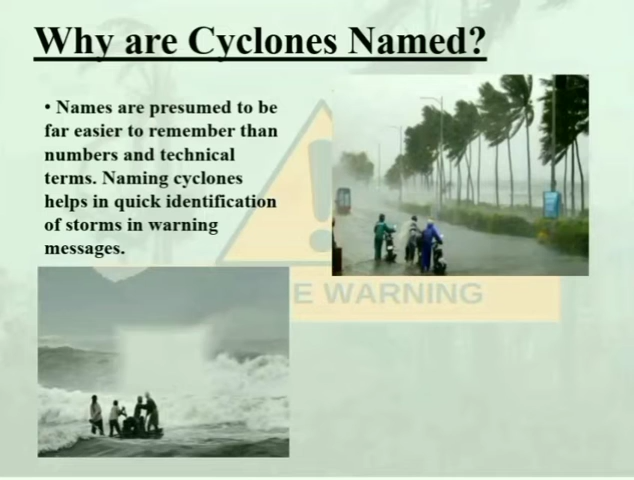 Why are Cyclones Named?
• Names are presumed to be
far easier to remember than
numbers and technical
terms. Naming cyclones
helps in quick identification
of storms in warning
messages.
E WARNING